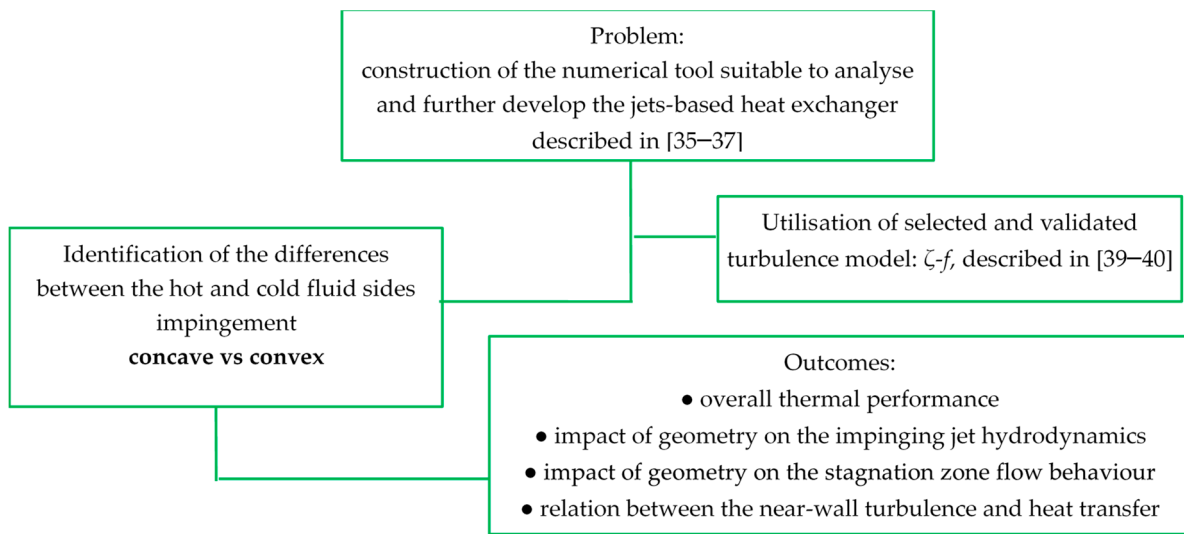 Problem:
construction of the numerical tool suitable to analyse
and further develop the jets-based heat exchanger
described in [35–37]
Utilisation of selected and validated
turbulence model: ζ-f, described in [39–40]
Identification of the differences
between the hot and cold fluid sides
impingement
concave vs convex
Outcomes:
● overall thermal performance
● impact of geometry on the impinging jet hydrodynamics
● impact of geometry on the stagnation zone flow behaviour
● relation between the near-wall turbulence and heat transfer